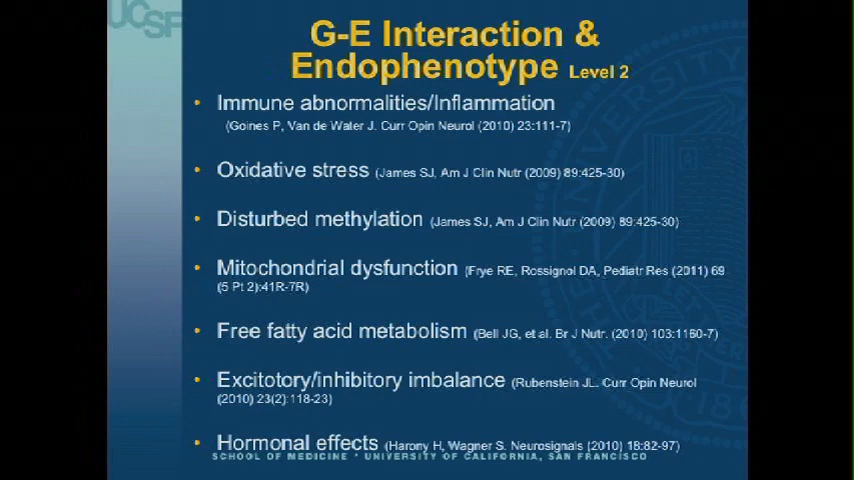 UCSF
G-E Interaction &
Endophenotype Level 2
• Immune abnormalities/Inflammation
(Goines P, Van de Water J. Curr Opin Neurol (2010) 23:111-7)
• Oxidative stress (James SJ, Am J Clin Nutr (2009) 89:425-30)
• Disturbed methylation (James SJ, Am J Clin Nutr (2009) 89:425-30)
• Mitochondrial dysfunction (Frye RE, Rossignol DA, Pediatr Res (2011) 69
(5 Pt 2):41R-7R)
• Free fatty acid metabolism (Bell JG, et al. Br J Nutr. (2010) 103:1160-7)
• Excitotory/inhibitory imbalance (Rubenstein JL. Curr Opin Neurol
(2010) 23(2):118-23)
• Hormonal effects (Harony H, Wagner S. Neurosignals (2010) 18:82-97)
SCHOOL OF MEDICINE * UNIVERSITY OF CALIFORNIA, SAN FRANCISCO